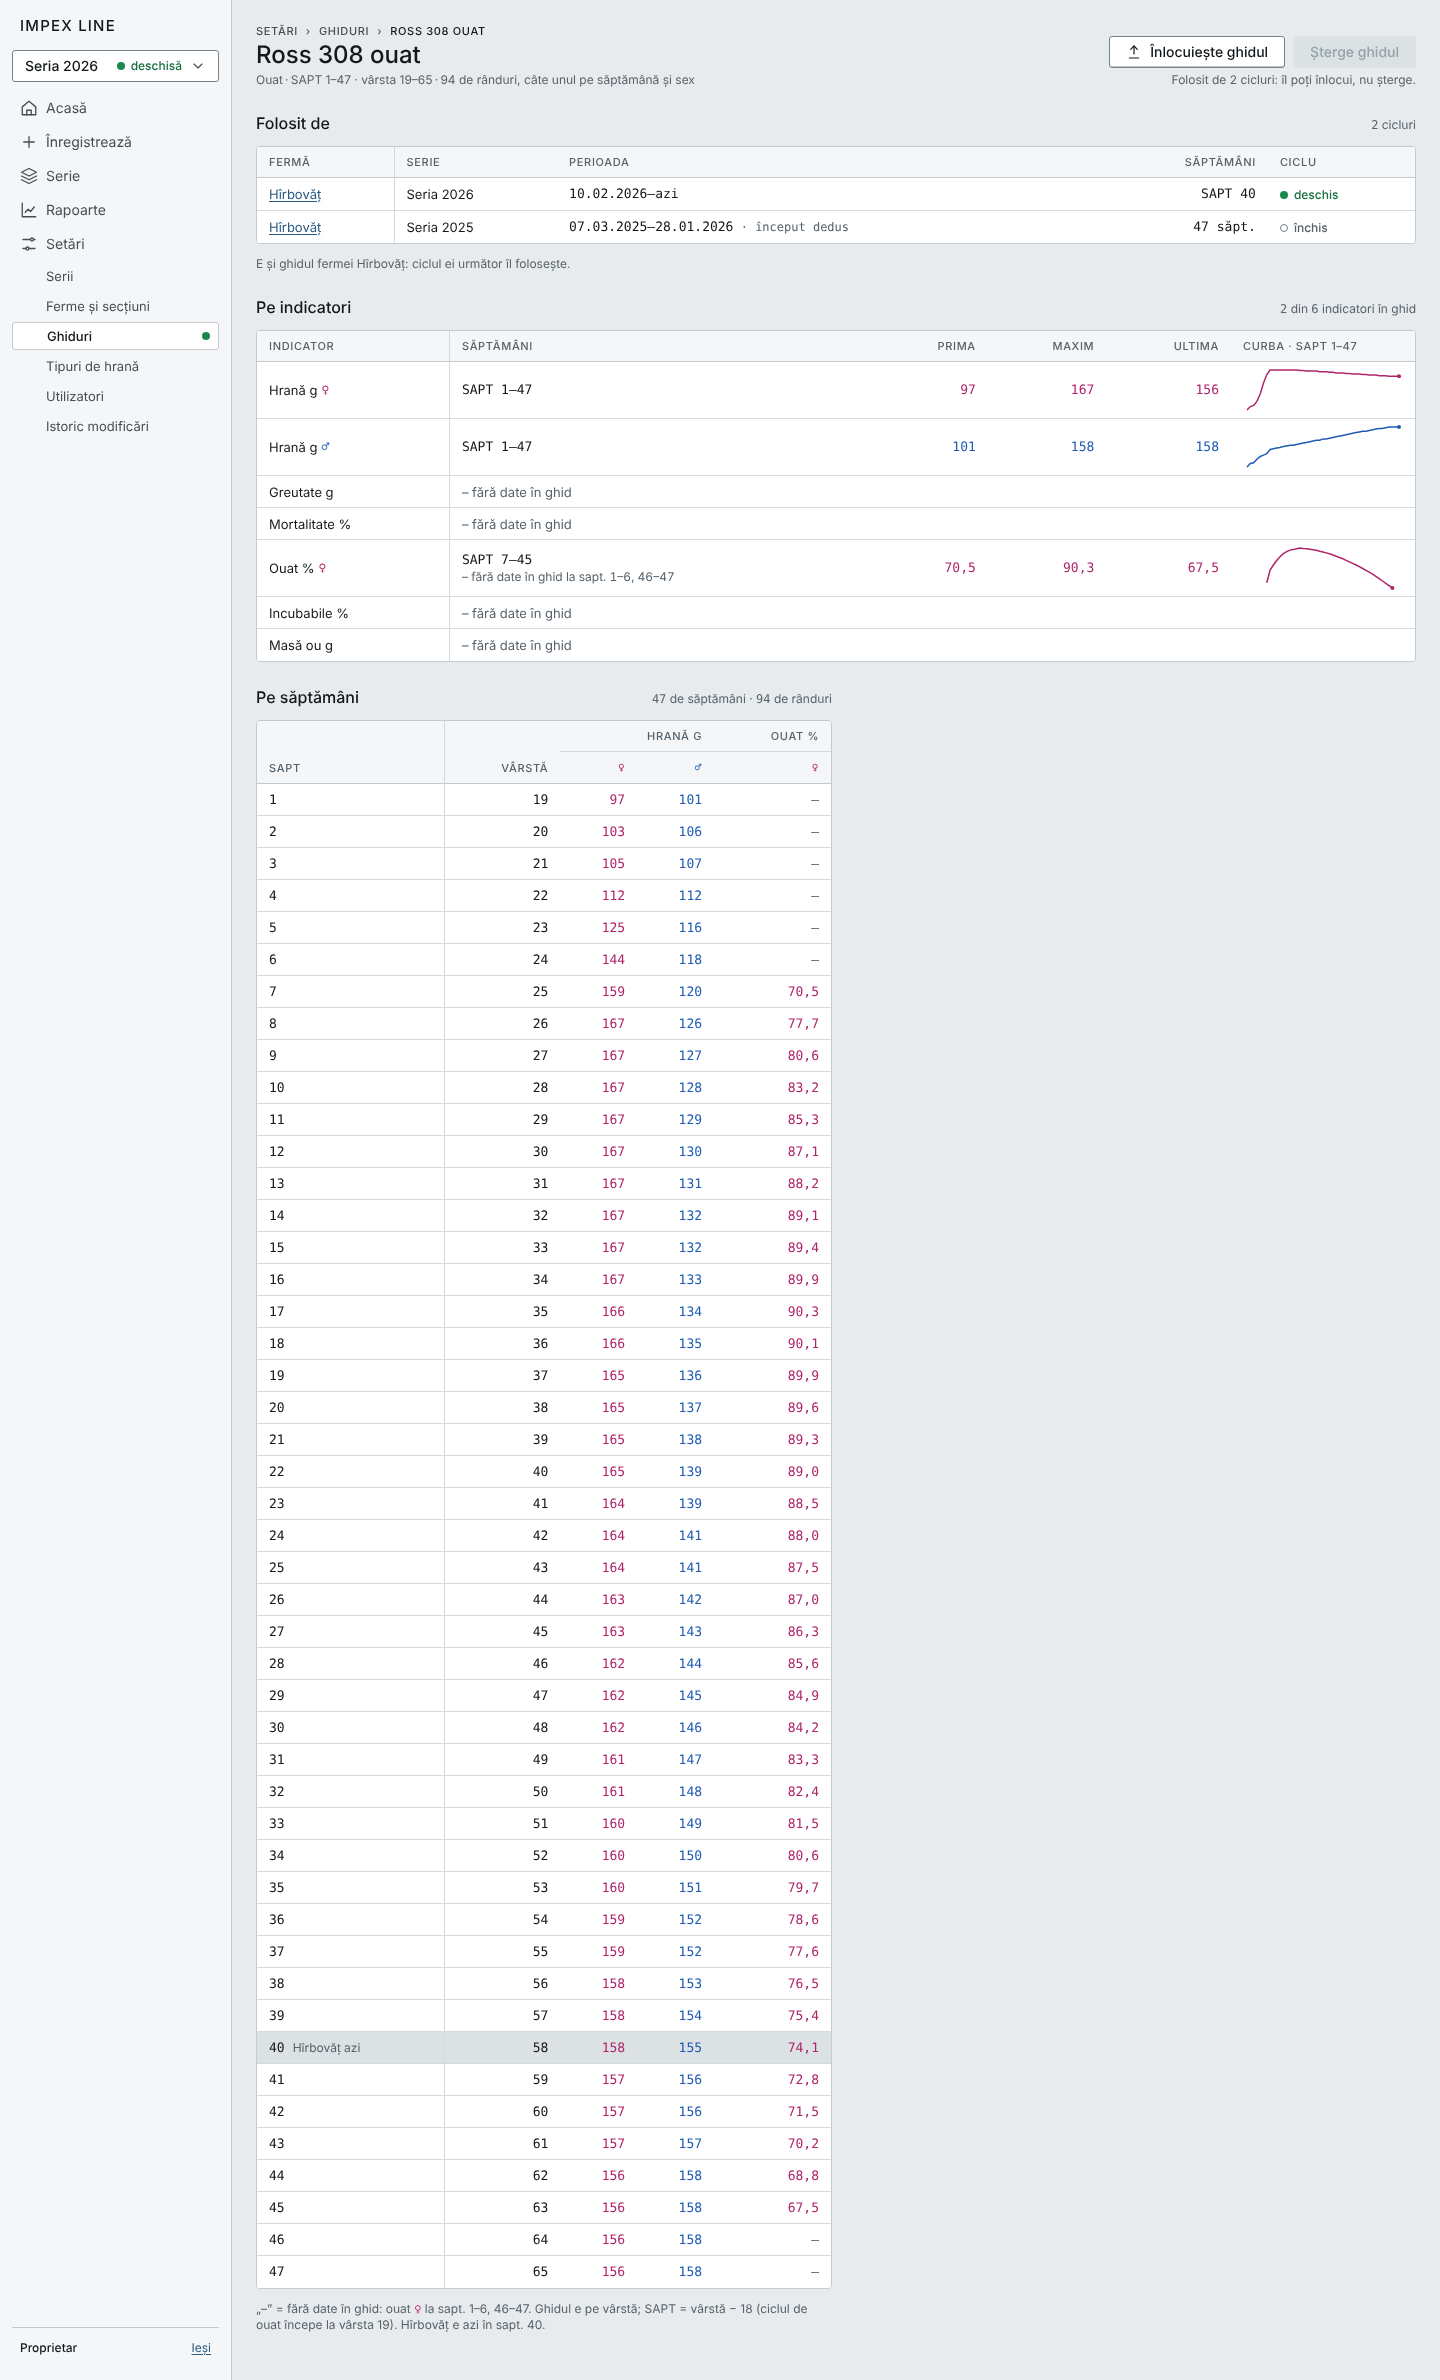 IMPEX LINE
Seria 2026 deschisă
Acasă
Înregistrează
Serie
Rapoarte
Setări
Serii
Ferme și secțiuni
Ghiduri
Tipuri de hrană
Utilizatori
Istoric modificări
Proprietar Ieși
SETĂRI › GHIDURI › ROSS 308 OUAT
Ross 308 ouat
Ouat · SAPT 1–47 · vârsta 19–65 · 94 de rânduri, câte unul pe săptămână și sex
Înlocuiește ghidul Șterge ghidul
Folosit de 2 cicluri: îl poți înlocui, nu șterge.
Folosit de 2 cicluri
FERMĂ SERIE PERIOADA SĂPTĂMÂNI CICLU
Hîrbovăț Seria 2026 10.02.2026–azi SAPT 40 deschis
Hîrbovăț Seria 2025 07.03.2025–28.01.2026 · început dedus 47 săpt. închis
E și ghidul fermei Hîrbovăț: ciclul ei următor îl folosește.
Pe indicatori 2 din 6 indicatori în ghid
INDICATOR SĂPTĂMÂNI PRIMA MAXIM ULTIMA CURBA · SAPT 1–47
Hrană g ♀ SAPT 1–47 97 167 156
Hrană g ♂ SAPT 1–47 101 158 158
Greutate g – fără date în ghid
Mortalitate % – fără date în ghid
Ouat % ♀ SAPT 7–45 70,5 90,3 67,5
– fără date în ghid la sapt. 1–6, 46–47
Incubabile % – fără date în ghid
Masă ou g – fără date în ghid
Pe săptămâni 47 de săptămâni · 94 de rânduri
HRANĂ G OUAT %
SAPT VÂRSTĂ ♀ ♂ ♀
1 19 97 101 –
2 20 103 106 –
3 21 105 107 –
4 22 112 112 –
5 23 125 116 –
6 24 144 118 –
7 25 159 120 70,5
8 26 167 126 77,7
9 27 167 127 80,6
10 28 167 128 83,2
11 29 167 129 85,3
12 30 167 130 87,1
13 31 167 131 88,2
14 32 167 132 89,1
15 33 167 132 89,4
16 34 167 133 89,9
17 35 166 134 90,3
18 36 166 135 90,1
19 37 165 136 89,9
20 38 165 137 89,6
21 39 165 138 89,3
22 40 165 139 89,0
23 41 164 139 88,5
24 42 164 141 88,0
25 43 164 141 87,5
26 44 163 142 87,0
27 45 163 143 86,3
28 46 162 144 85,6
29 47 162 145 84,9
30 48 162 146 84,2
31 49 161 147 83,3
32 50 161 148 82,4
33 51 160 149 81,5
34 52 160 150 80,6
35 53 160 151 79,7
36 54 159 152 78,6
37 55 159 152 77,6
38 56 158 153 76,5
39 57 158 154 75,4
40 Hîrbovăț azi 58 158 155 74,1
41 59 157 156 72,8
42 60 157 156 71,5
43 61 157 157 70,2
44 62 156 158 68,8
45 63 156 158 67,5
46 64 156 158 –
47 65 156 158 –
„–” = fără date în ghid: ouat ♀ la sapt. 1–6, 46–47. Ghidul e pe vârstă; SAPT = vârstă − 18 (ciclul de
ouat începe la vârsta 19). Hîrbovăț e azi în sapt. 40.